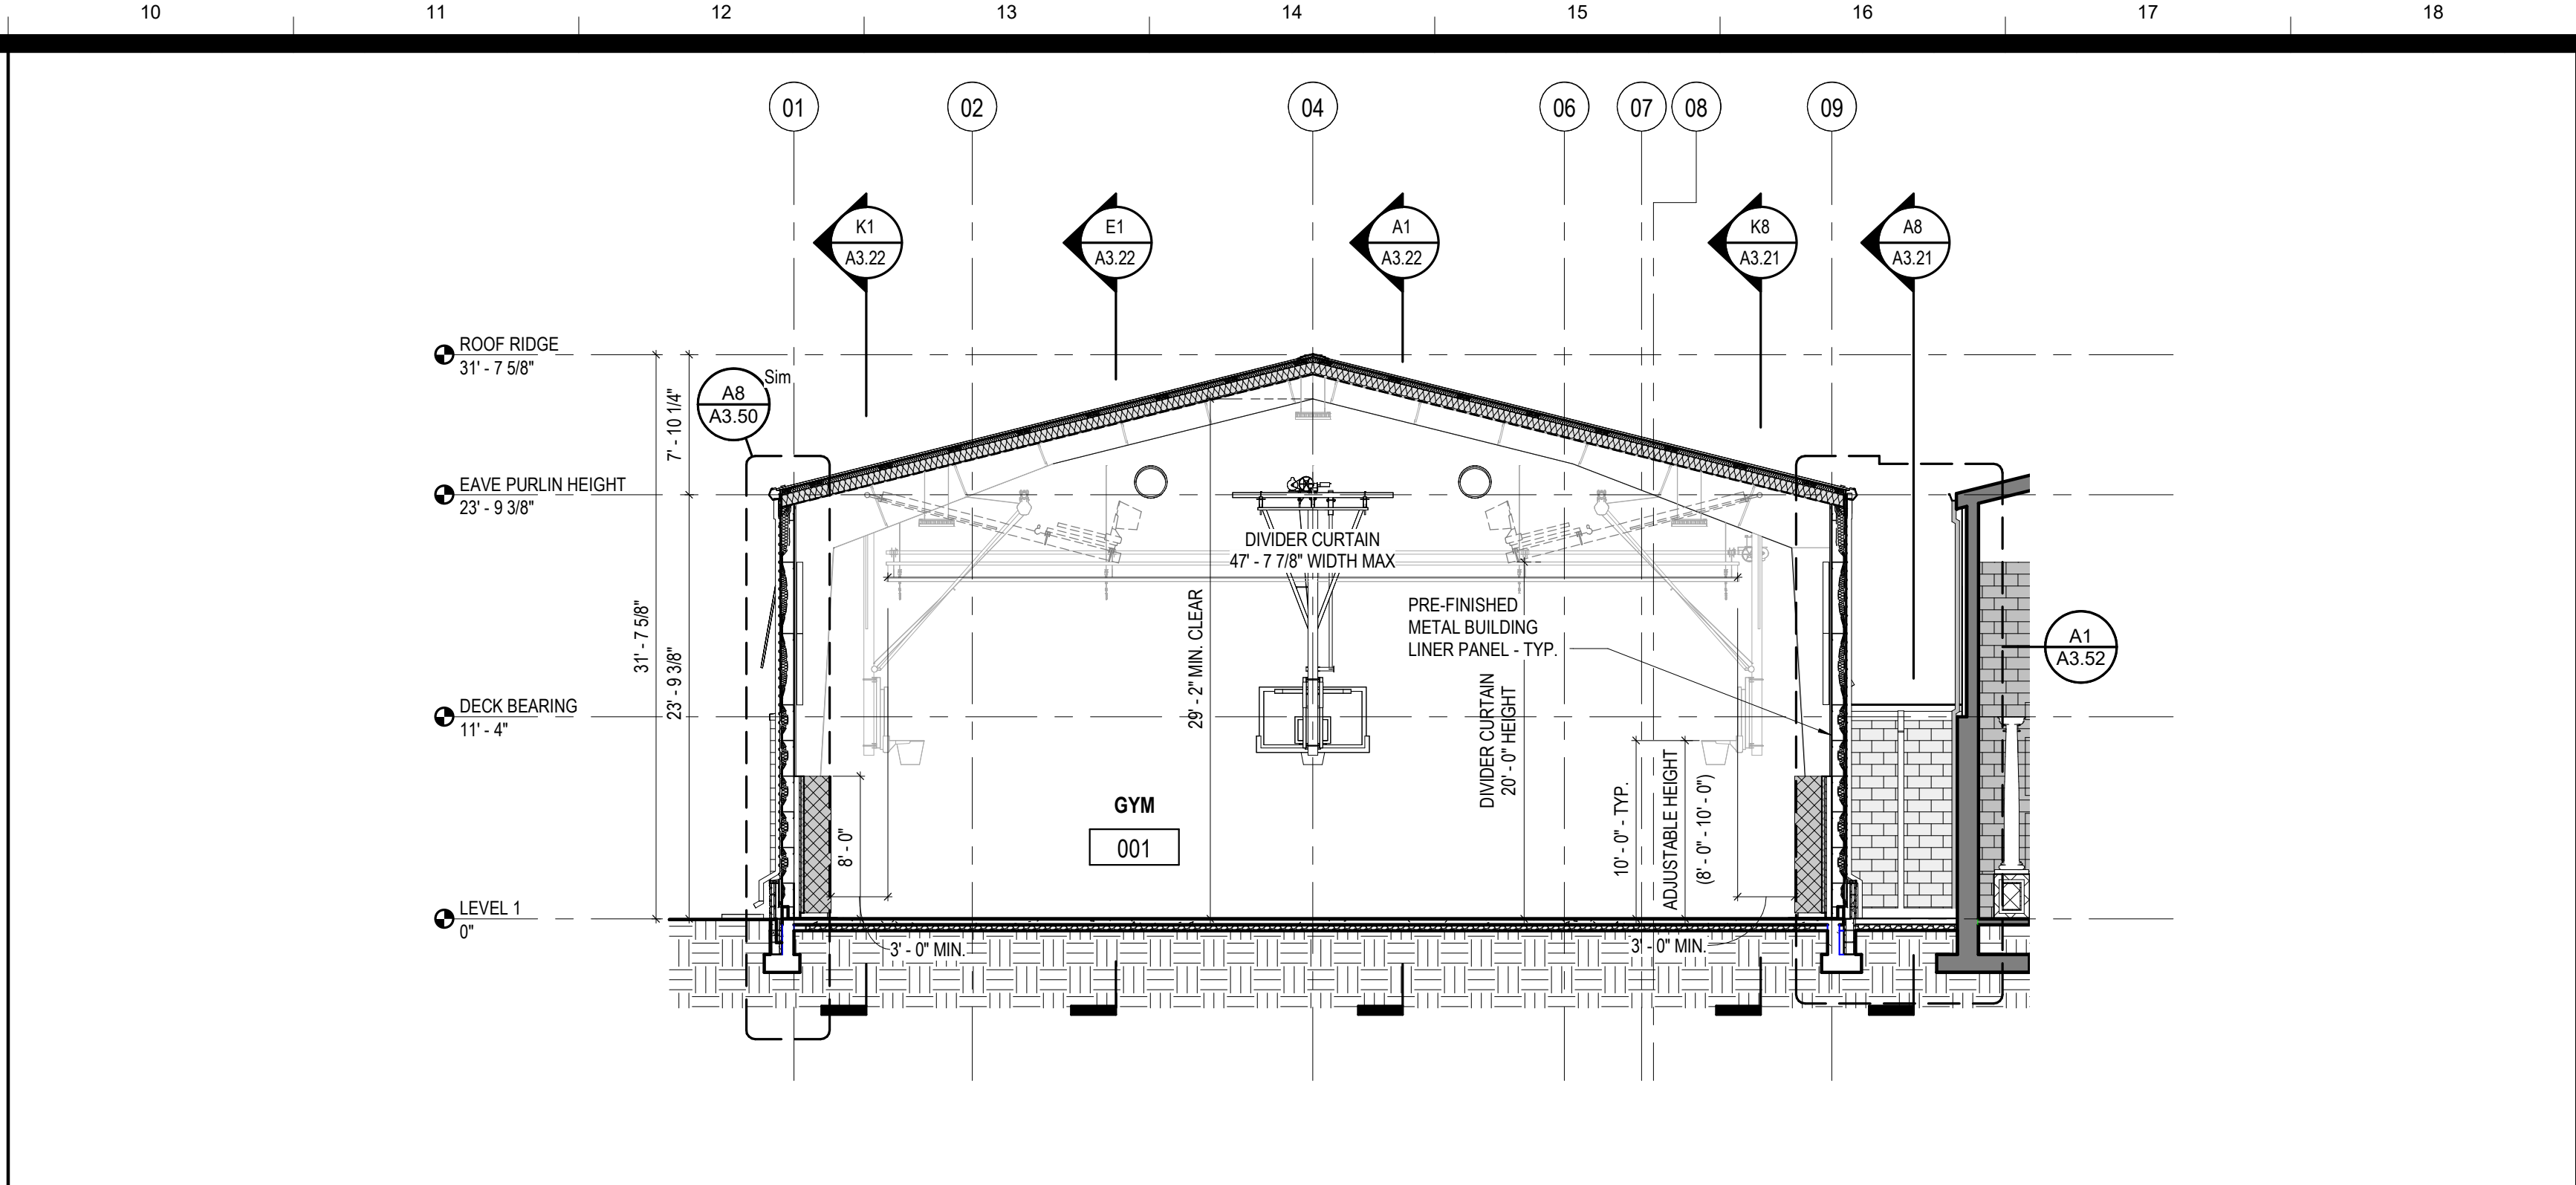 10 11 12 13 14 15 16 17 18
01 02 04 06 07 08 09
K1
A3.22
E1
A3.22
A1
A3.22
K8
A3.21
A8
A3.21
ROOF RIDGE
31' - 7 5/8"
A8
A3.50
Sim
7' - 10 1/4"
EAVE PURLIN HEIGHT
23' - 9 3/8"
DIVIDER CURTAIN
47' - 7 7/8" WIDTH MAX
31' - 7 5/8"
23' - 9 3/8"
29' - 2" MIN. CLEAR
PRE-FINISHED
METAL BUILDING
LINER PANEL - TYP.
A1
A3.52
DECK BEARING
11' - 4"
DIVIDER CURTAIN
20' - 0" HEIGHT
GYM
001
8' - 0"
10' - 0" - TYP.
ADJUSTABLE HEIGHT
(8' - 0" - 10' - 0")
LEVEL 1
0"
3' - 0" MIN.
3' - 0" MIN.